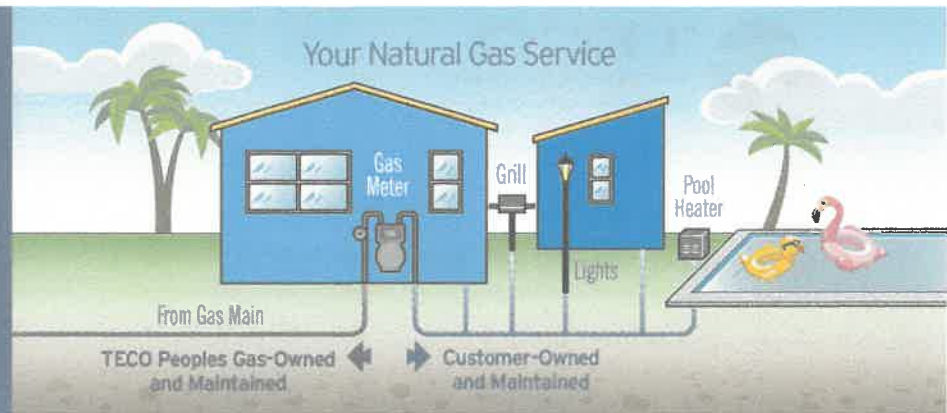 Your Natural Gas Service
Gas
Meter
Grill
Pool
Heater
Lights
From Gas Main
TECO Peoples Gas-Owned
and Maintained
Customer-Owned
and Maintained